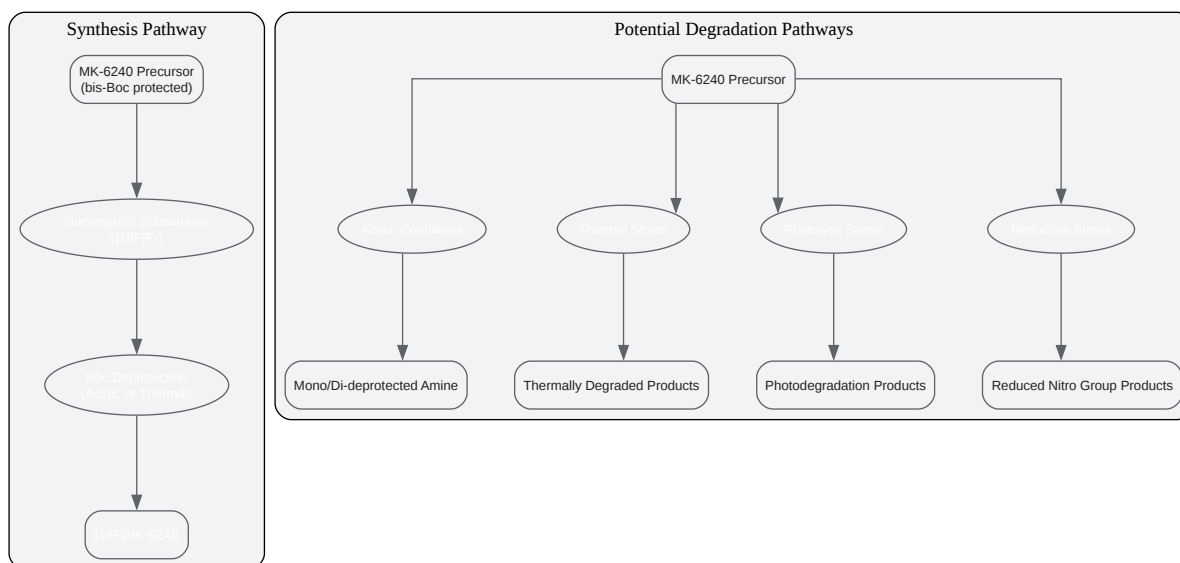 Synthesis Pathway
MK-6240 Precursor
(bis-Boc protected)
Nucleophilic Substitution
([18F]F-)
Boc Deprotection
(Acidic or Thermal)
[18F]MK-6240
Potential Degradation Pathways
MK-6240 Precursor
Acidic Conditions
Thermal Stress
Photolytic Stress
Reductive Stress
Mono/Di-deprotected Amine
Thermally Degraded Products
Photodegradation Products
Reduced Nitro Group Products